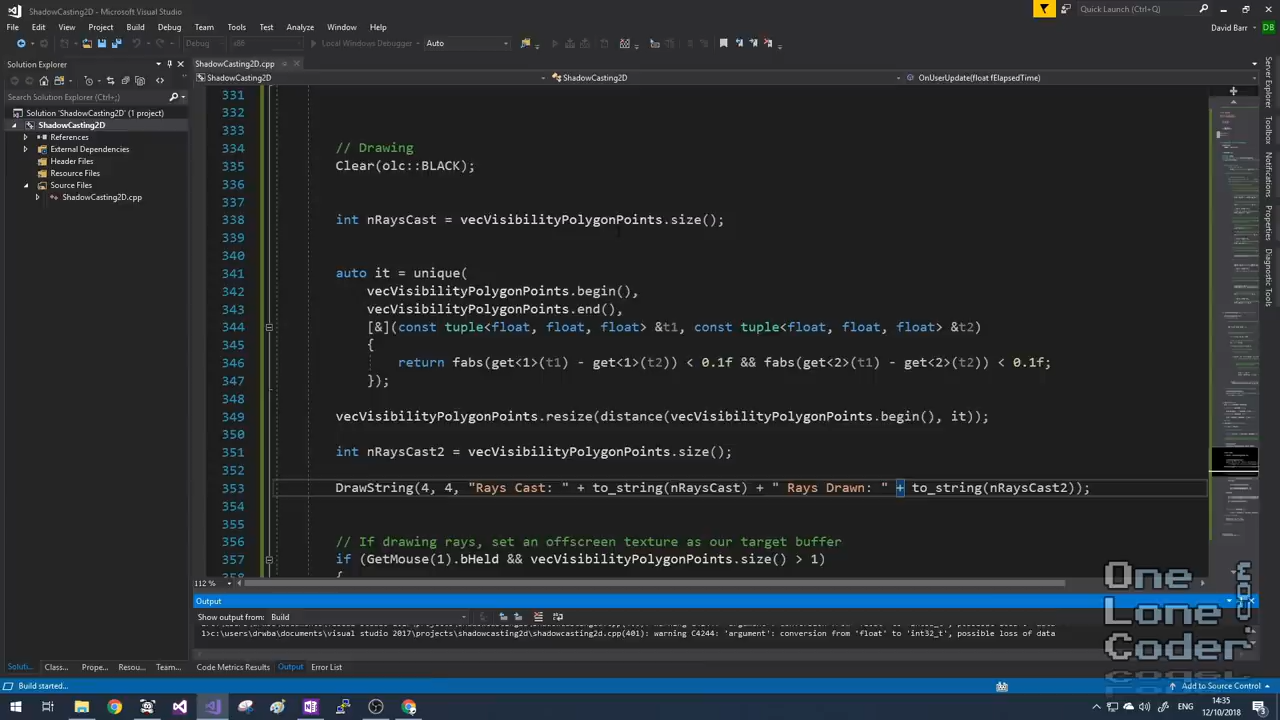 ShadowCasting2D - Microsoft Visual Studio
Quick Launch (Ctrl+Q)
File Edit View Project Build Debug Team Tools Test Analyze Window Help
David Barr DB
Debug x86 Local Windows Debugger Auto
Solution Explorer
ShadowCasting2D.cpp
ShadowCasting2D ShadowCasting2D OnUserUpdate(float fElapsedTime)
Search Solution Explorer (Ctrl+;)
Solution 'ShadowCasting2D' (1 project)
ShadowCasting2D
References
External Dependencies
Header Files
Resource Files
Source Files
ShadowCasting2D.cpp
331
332
333
334 // Drawing
335 Clear(olc::BLACK);
336
337
338 int nRaysCast = vecVisibilityPolygonPoints.size();
339
340
341 auto it = unique(
342 vecVisibilityPolygonPoints.begin(),
343 vecVisibilityPolygonPoints.end(),
344 [&](const tuple<float, float, float> &t1, const tuple<float, float, float> &t2)
345 {
346 return fabs(get<1>(t1) - get<1>(t2)) < 0.1f && fabs(get<2>(t1) - get<2>(t2)) < 0.1f;
347 });
348
349 vecVisibilityPolygonPoints.resize(distance(vecVisibilityPolygonPoints.begin(), it));
350
351 int nRaysCast2 = vecVisibilityPolygonPoints.size();
352
353 DrawString(4, 4, "Rays Cast: " + to_string(nRaysCast) + " Rays Drawn: " + to_string(nRaysCast2));
354
355
356 // If drawing rays, set an offscreen texture as our target buffer
357 if (GetMouse(1).bHeld && vecVisibilityPolygonPoints.size() > 1)
358 {
112 %
Output
Show output from: Build
1>c:\users\drwba\documents\visual studio 2017\projects\shadowcasting2d\shadowcasting2d.cpp(401): warning C4244: 'argument': conversion from 'float' to 'int32_t', possible loss of data
Soluti... Class... Prope... Resou... Team...
Code Metrics Results Output Error List
Build started...
Add to Source Control
Server Explorer
Toolbox
Notifications
Properties
Diagnostic Tools
One
Lone
Coder
14:35
12/10/2018